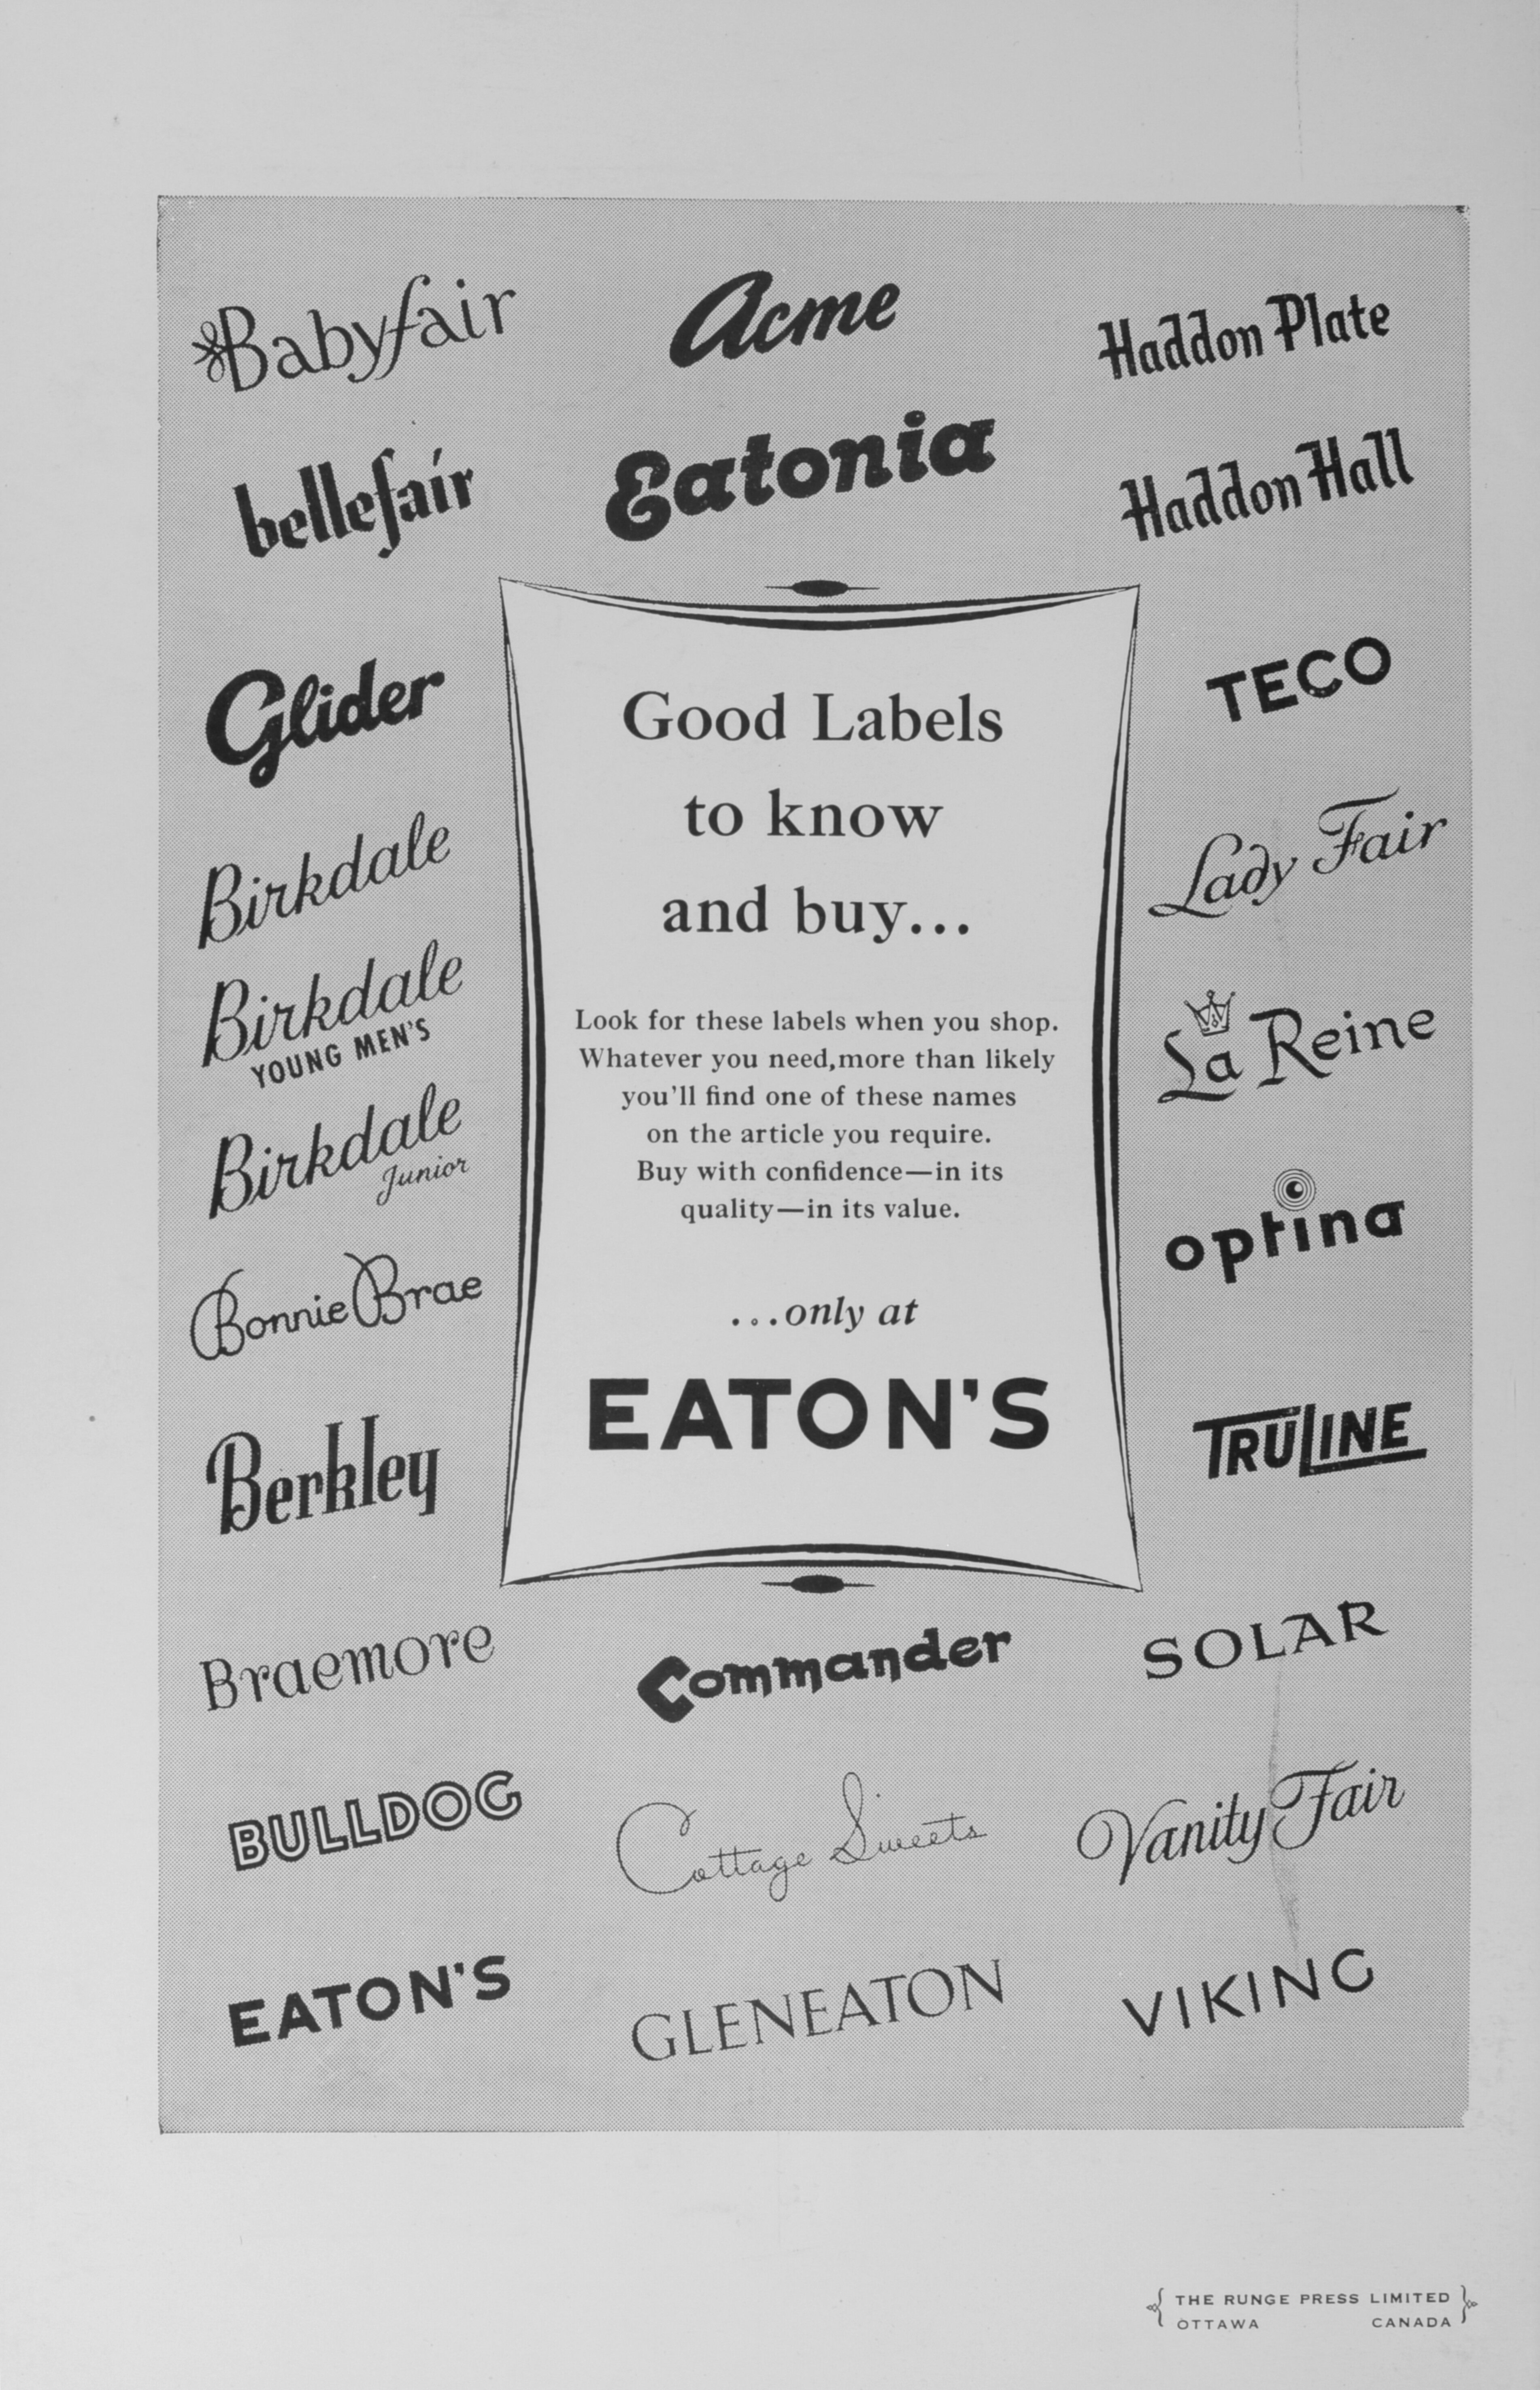 Babyfair
Acme
Haddon Plate
bellefair
Eatonia
Haddon Hall
Glider
Birkdale
Birkdale
YOUNG MEN'S
Birkdale
Junior
Bonnie Brae
Berkley
Good Labels
to know
and buy...
Look for these labels when you shop.
Whatever you need, more than likely
you'll find one of these names
on the article you require.
Buy with confidence—in its
quality—in its value.
...only at
EATON'S
TECO
Lady Fair
La Reine
optina
TRULINE
Braemore
Commander
SOLAR
BULLDOG
Cottage Sweets
Vanity Fair
EATON'S
GLENEATON
VIKING
THE RUNGE PRESS LIMITED
OTTAWA CANADA